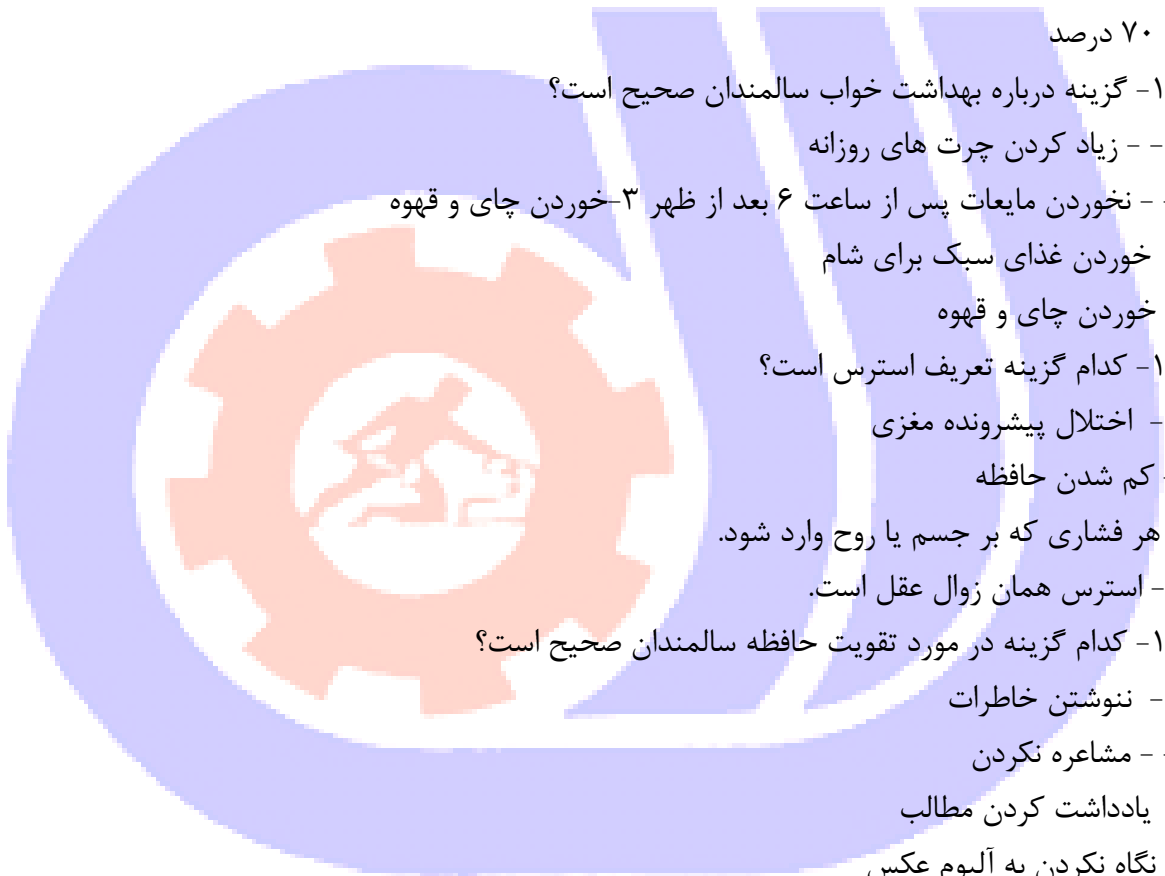 ۷۰ درصد
۱- گزینه درباره بهداشت خواب سالمندان صحیح است؟
- - زیاد کردن چرت های روزانه
- - نخوردن مایعات پس از ساعت ۶ بعد از ظهر ۳-خوردن چای و قهوه
خوردن غذای سبک برای شام
خوردن چای و قهوه
۱- کدام گزینه تعریف استرس است؟
- اختلال پیشرونده مغزی
- کم شدن حافظه
هر فشاری که بر جسم یا روح وارد شود.
- استرس همان زوال عقل است.
۱- کدام گزینه در مورد تقویت حافظه سالمندان صحیح است؟
- ننوشتن خاطرات
- - مشاعره نکردن
یادداشت کردن مطالب
نگاه نکردن به آلبوم عکس